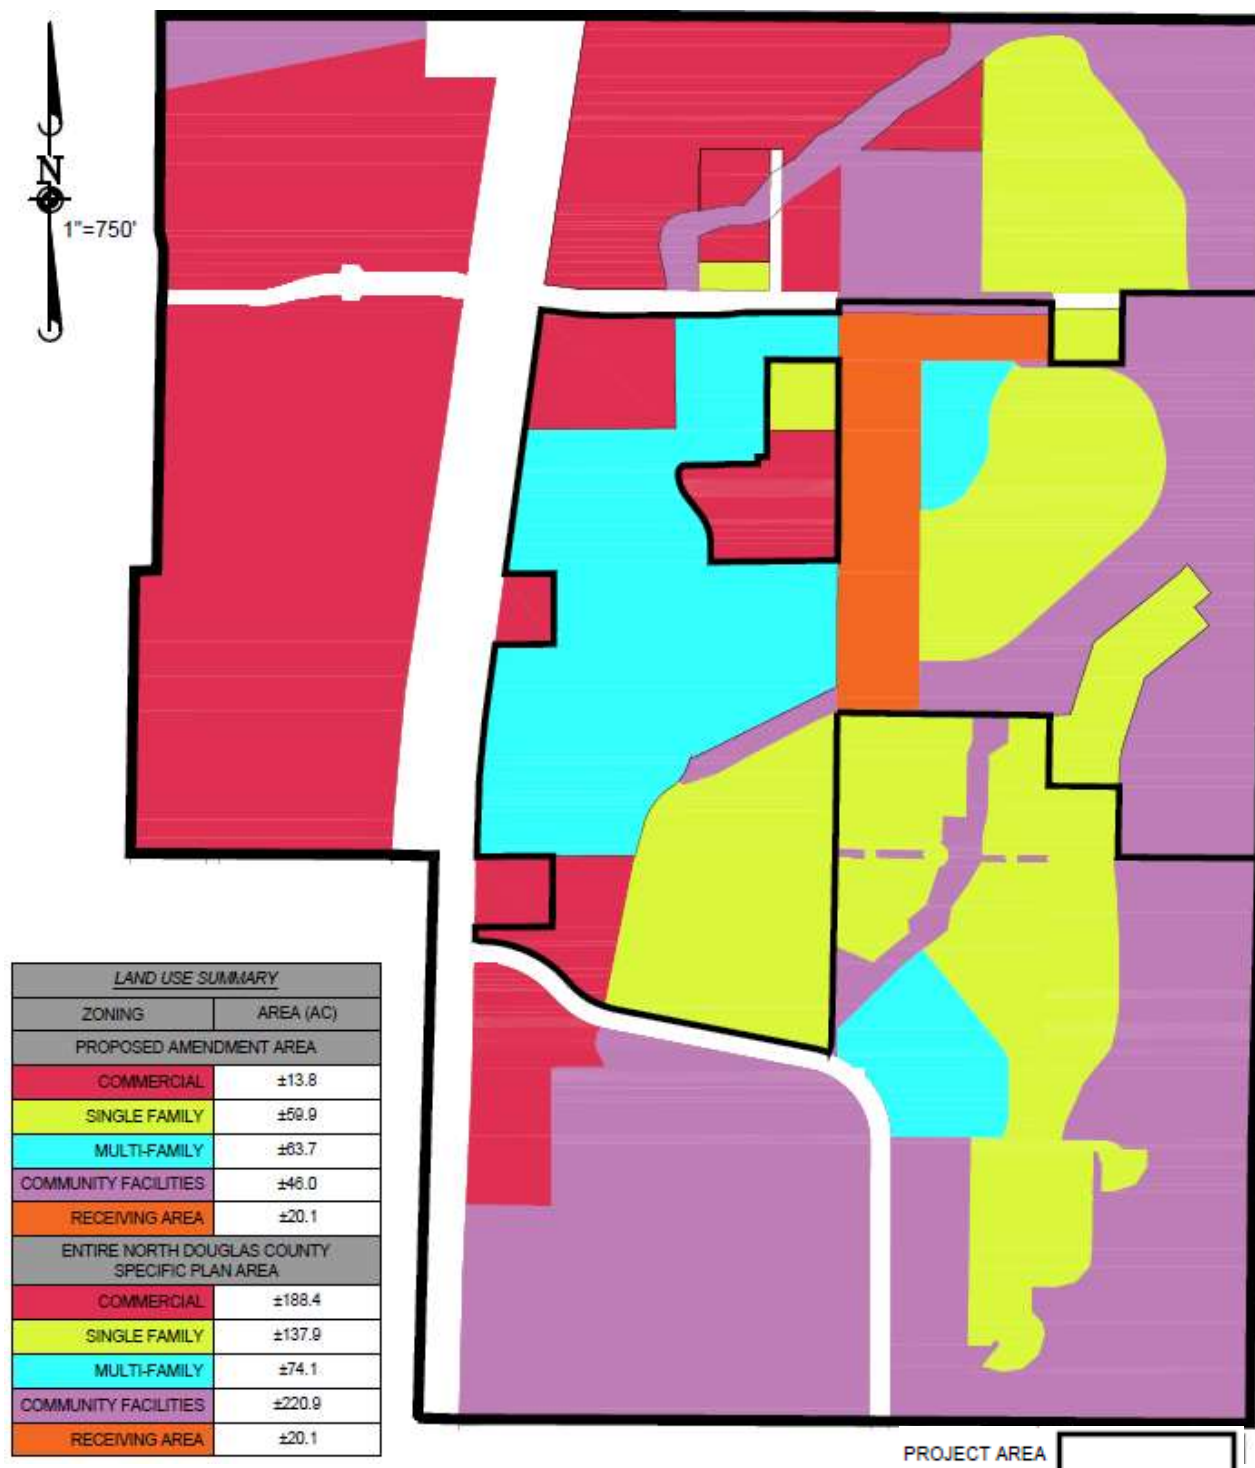 N
1"=750'
LAND USE SUMMARY
ZONING AREA (AC)
PROPOSED AMENDMENT AREA
COMMERCIAL ±13.8
SINGLE FAMILY ±59.9
MULTI-FAMILY ±63.7
COMMUNITY FACILITIES ±46.0
RECEIVING AREA ±20.1
ENTIRE NORTH DOUGLAS COUNTY
SPECIFIC PLAN AREA
COMMERCIAL ±188.4
SINGLE FAMILY ±137.9
MULTI-FAMILY ±74.1
COMMUNITY FACILITIES ±220.9
RECEIVING AREA ±20.1
PROJECT AREA